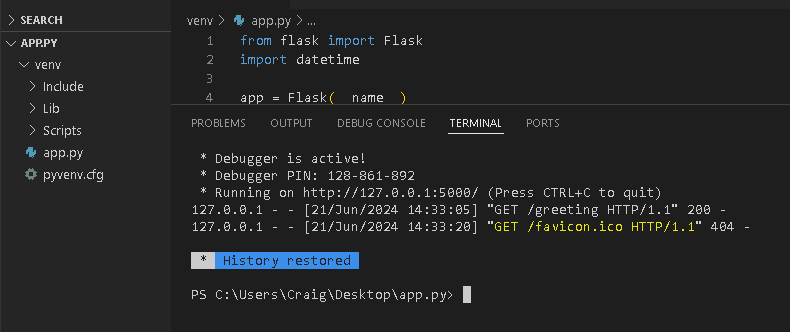 SEARCH
APP.PY
venv
Include
Lib
Scripts
app.py
pyvenv.cfg
venv > app.py > ...
1 from flask import Flask
2 import datetime
3
4 app = Flask(__name__)
PROBLEMS OUTPUT DEBUG CONSOLE TERMINAL PORTS
* Debugger is active!
* Debugger PIN: 128-861-892
* Running on http://127.0.0.1:5000/ (Press CTRL+C to quit)
127.0.0.1 - - [21/Jun/2024 14:33:05] "GET /greeting HTTP/1.1" 200 -
127.0.0.1 - - [21/Jun/2024 14:33:20] "GET /favicon.ico HTTP/1.1" 404 -
* History restored
PS C:\Users\Craig\Desktop\app.py>